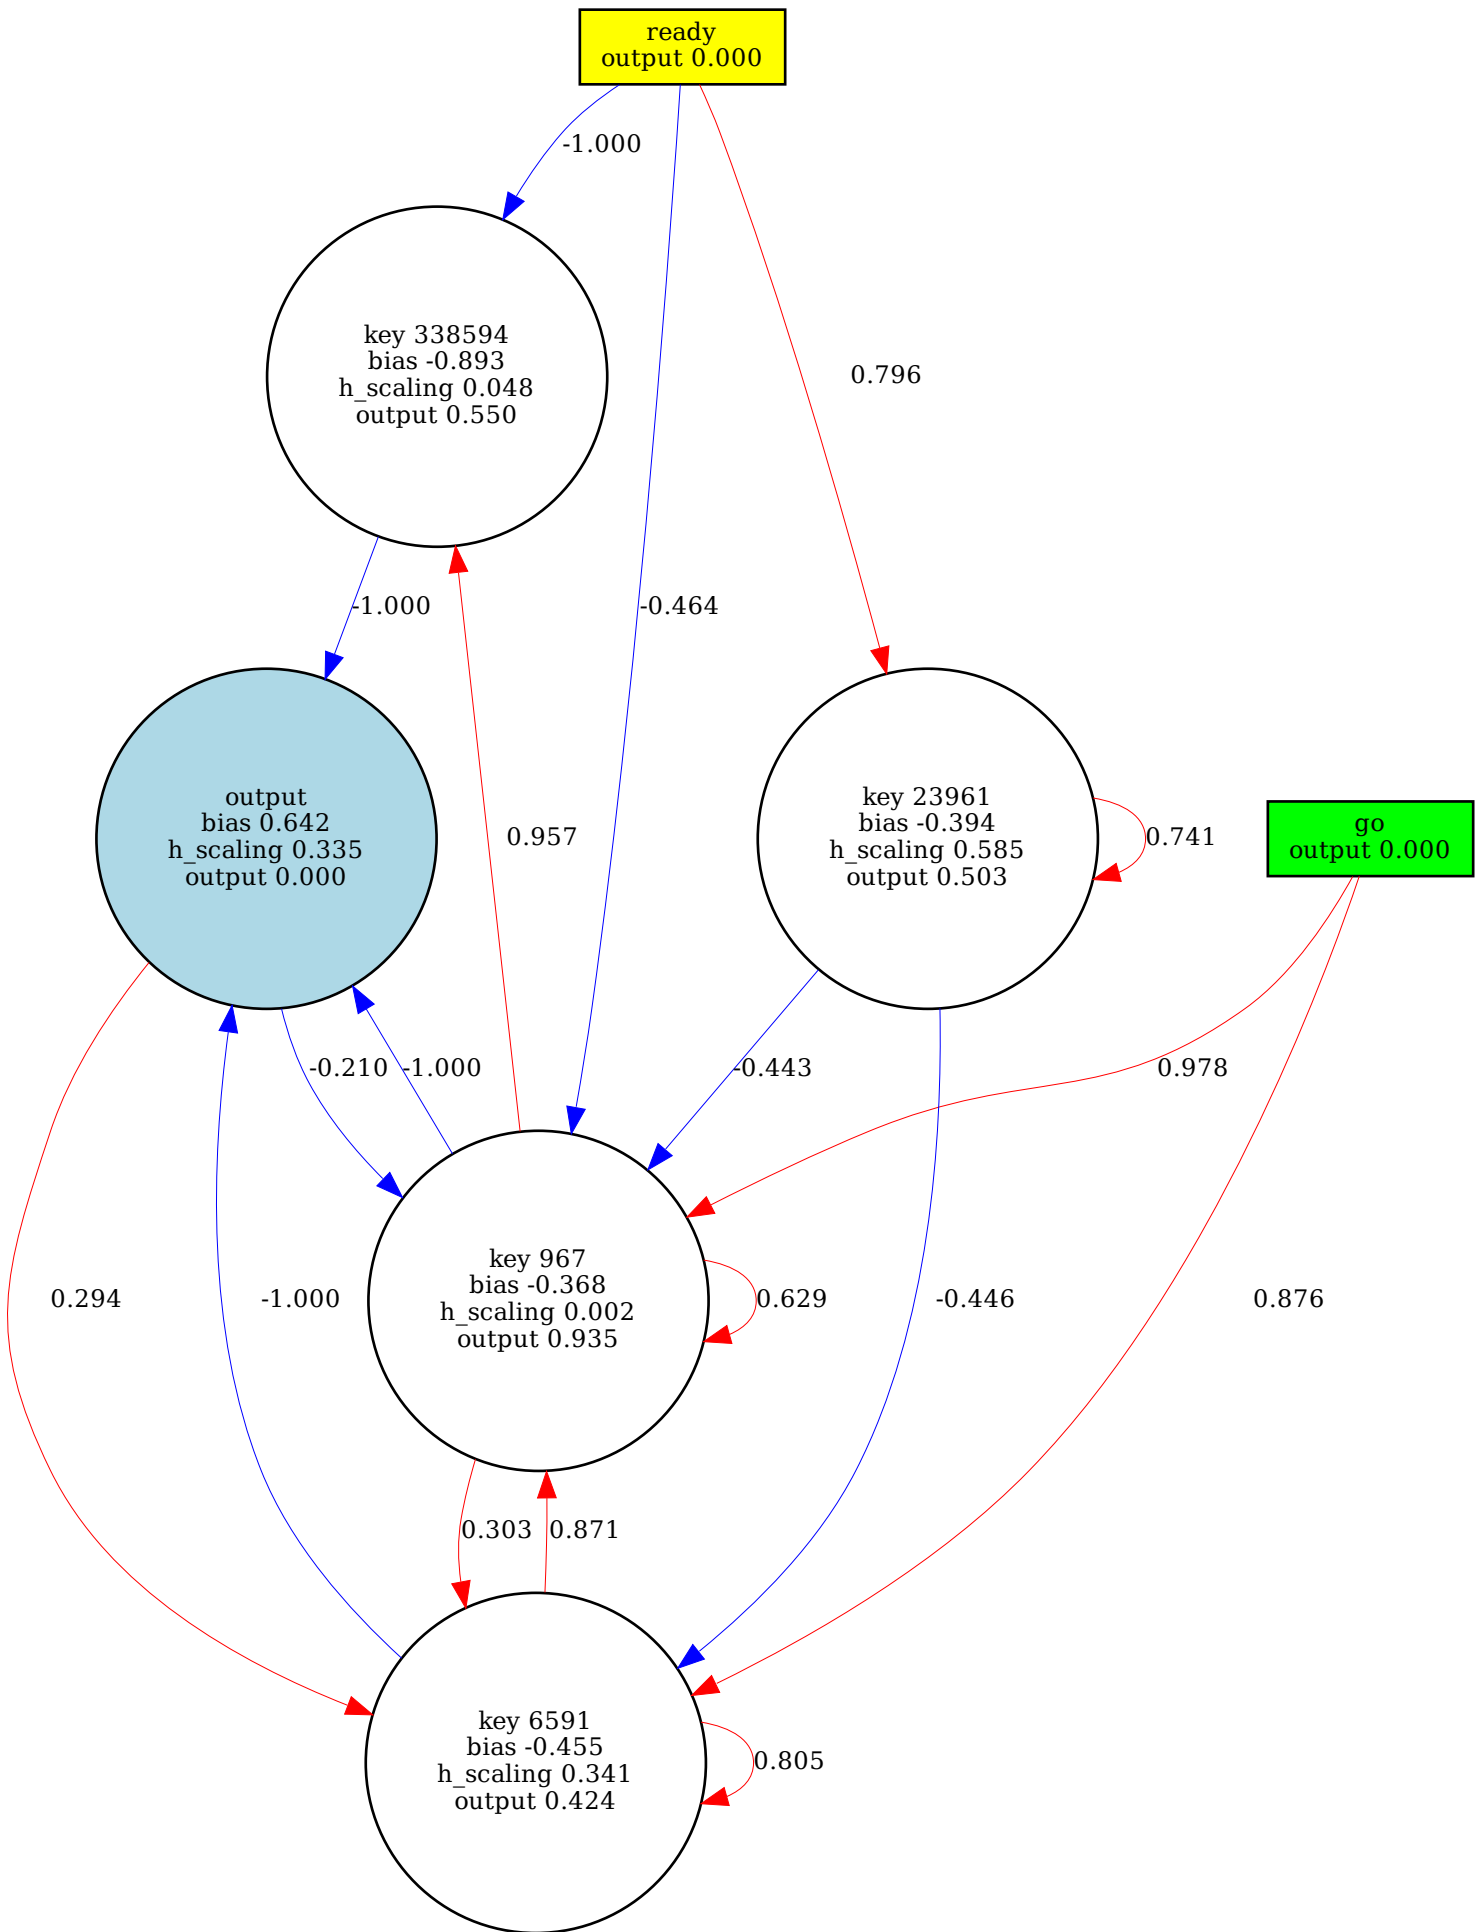 ready
output 0.000
-1.000
key 338594
bias -0.893
h_scaling 0.048
output 0.550
0.796
-1.000
-0.464
output
bias 0.642
h_scaling 0.335
output 0.000
0.957
key 23961
bias -0.394
h_scaling 0.585
output 0.503
0.741
go
output 0.000
-0.210
-1.000
-0.443
0.978
0.294
-1.000
key 967
bias -0.368
h_scaling 0.002
output 0.935
0.629
-0.446
0.876
0.303
0.871
key 6591
bias -0.455
h_scaling 0.341
output 0.424
0.805